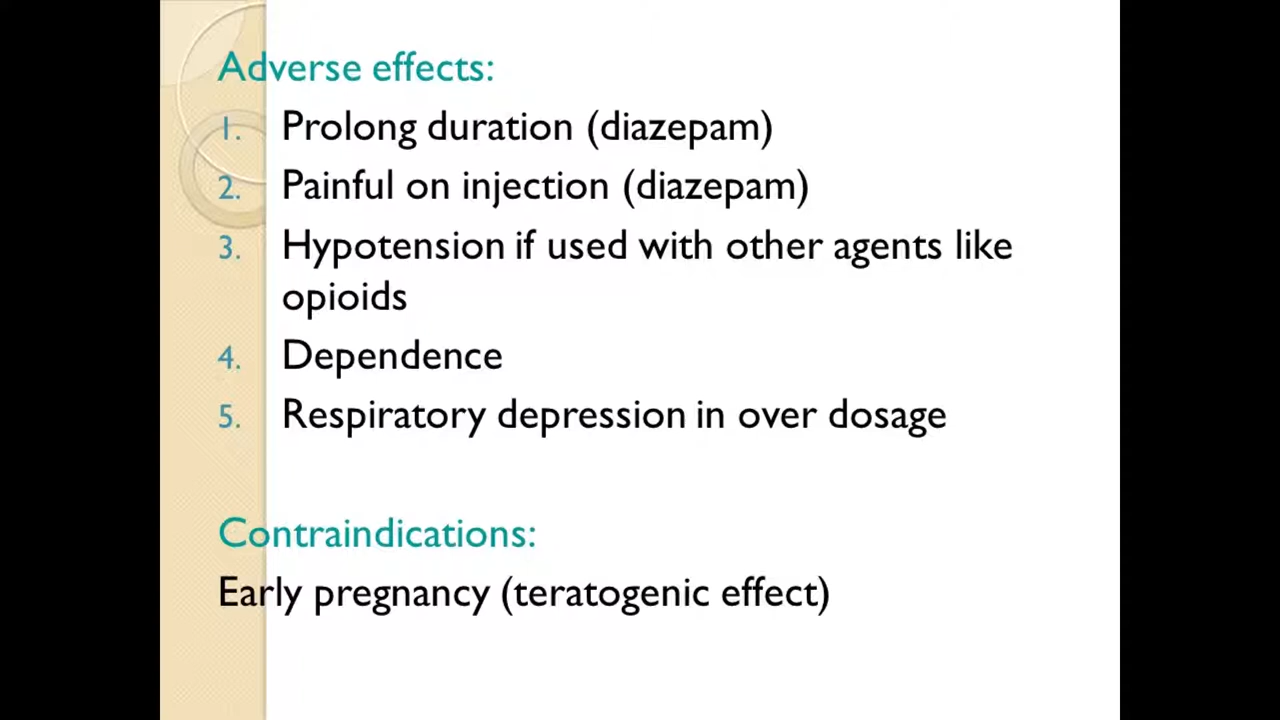 Adverse effects:
1. Prolong duration (diazepam)
2. Painful on injection (diazepam)
3. Hypotension if used with other agents like
opioids
4. Dependence
5. Respiratory depression in over dosage
Contraindications:
Early pregnancy (teratogenic effect)